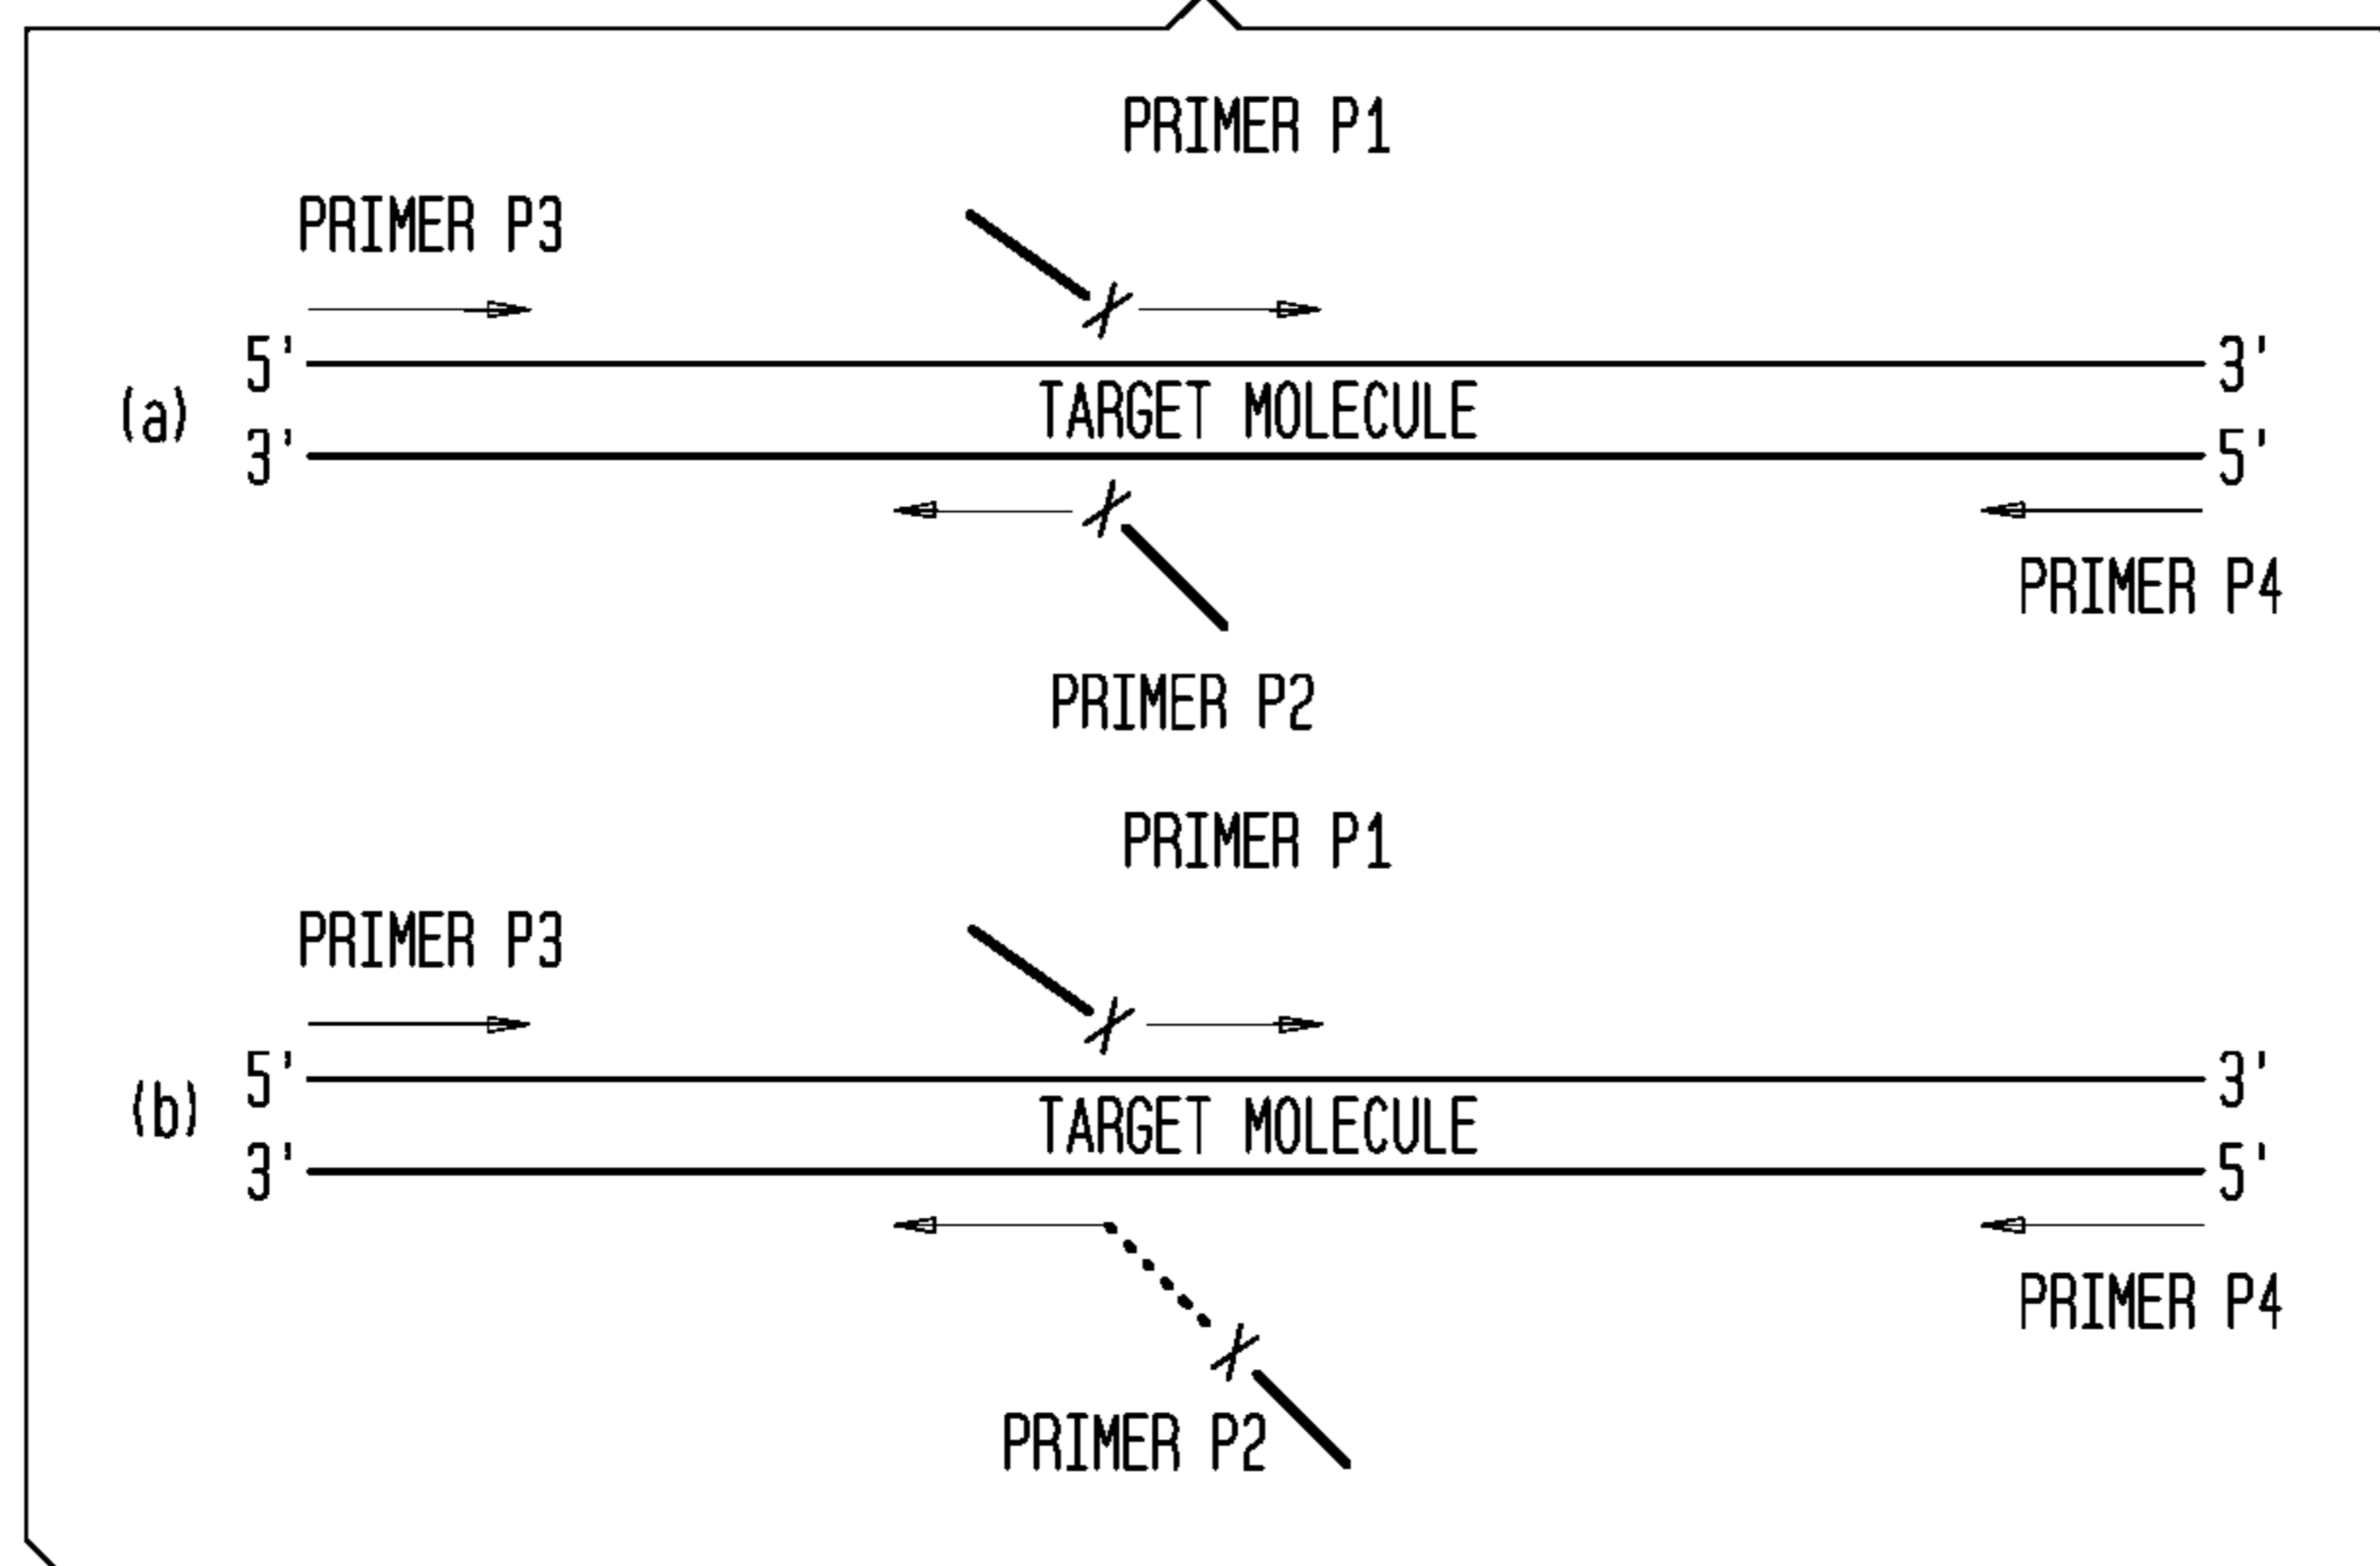 PRIMER P1
PRIMER P3
5' 3'
(a) TARGET MOLECULE
3' 5'
PRIMER P4
PRIMER P2
PRIMER P1
PRIMER P3
5' 3'
(b) TARGET MOLECULE
3' 5'
PRIMER P4
PRIMER P2